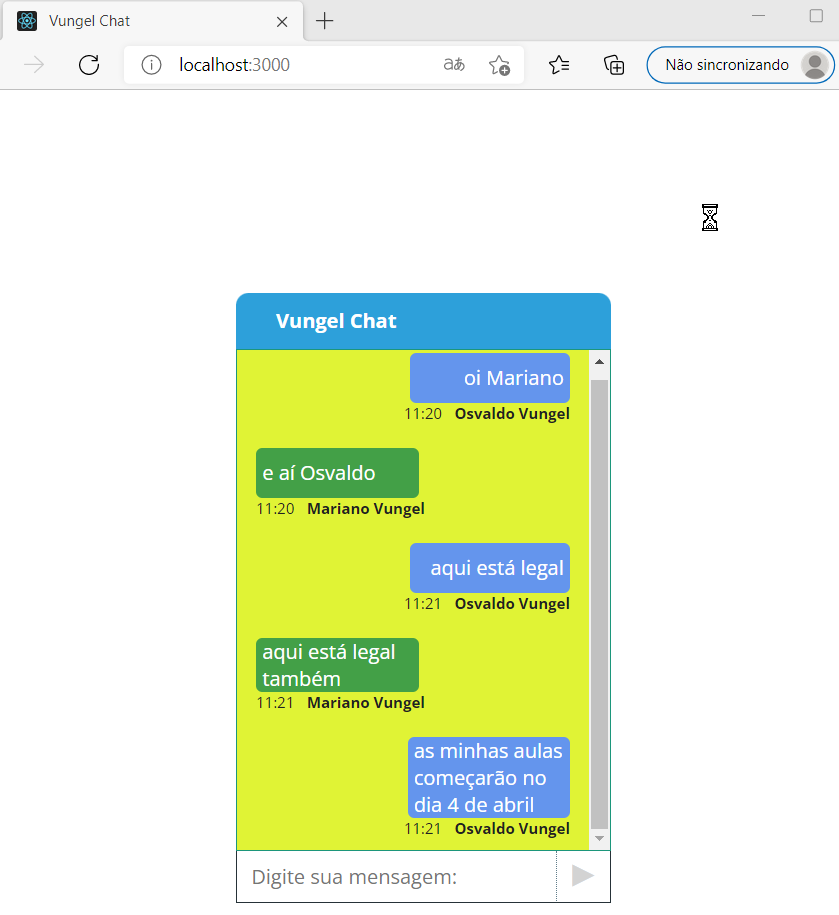 Vungel Chat
localhost:3000
aあ
Não sincronizando
Vungel Chat
oi Mariano
11:20 Osvaldo Vungel
e aí Osvaldo
11:20 Mariano Vungel
aqui está legal
11:21 Osvaldo Vungel
aqui está legal
também
11:21 Mariano Vungel
as minhas aulas
começarão no
dia 4 de abril
11:21 Osvaldo Vungel
Digite sua mensagem: